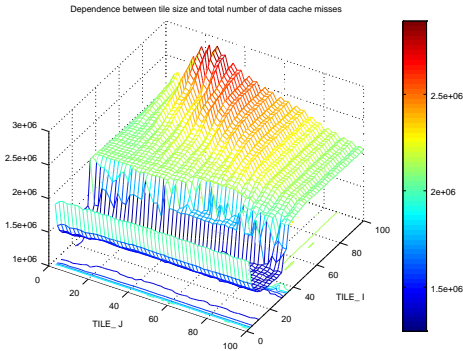 Dependence between tile size and total number of data cache misses
3e+06
2.5e+06
2e+06
1.5e+06
1e+06
0
20
40
60
80
100
TILE_ J
0
20
40
60
80
100
TILE_ I
2.5e+06
2e+06
1.5e+06